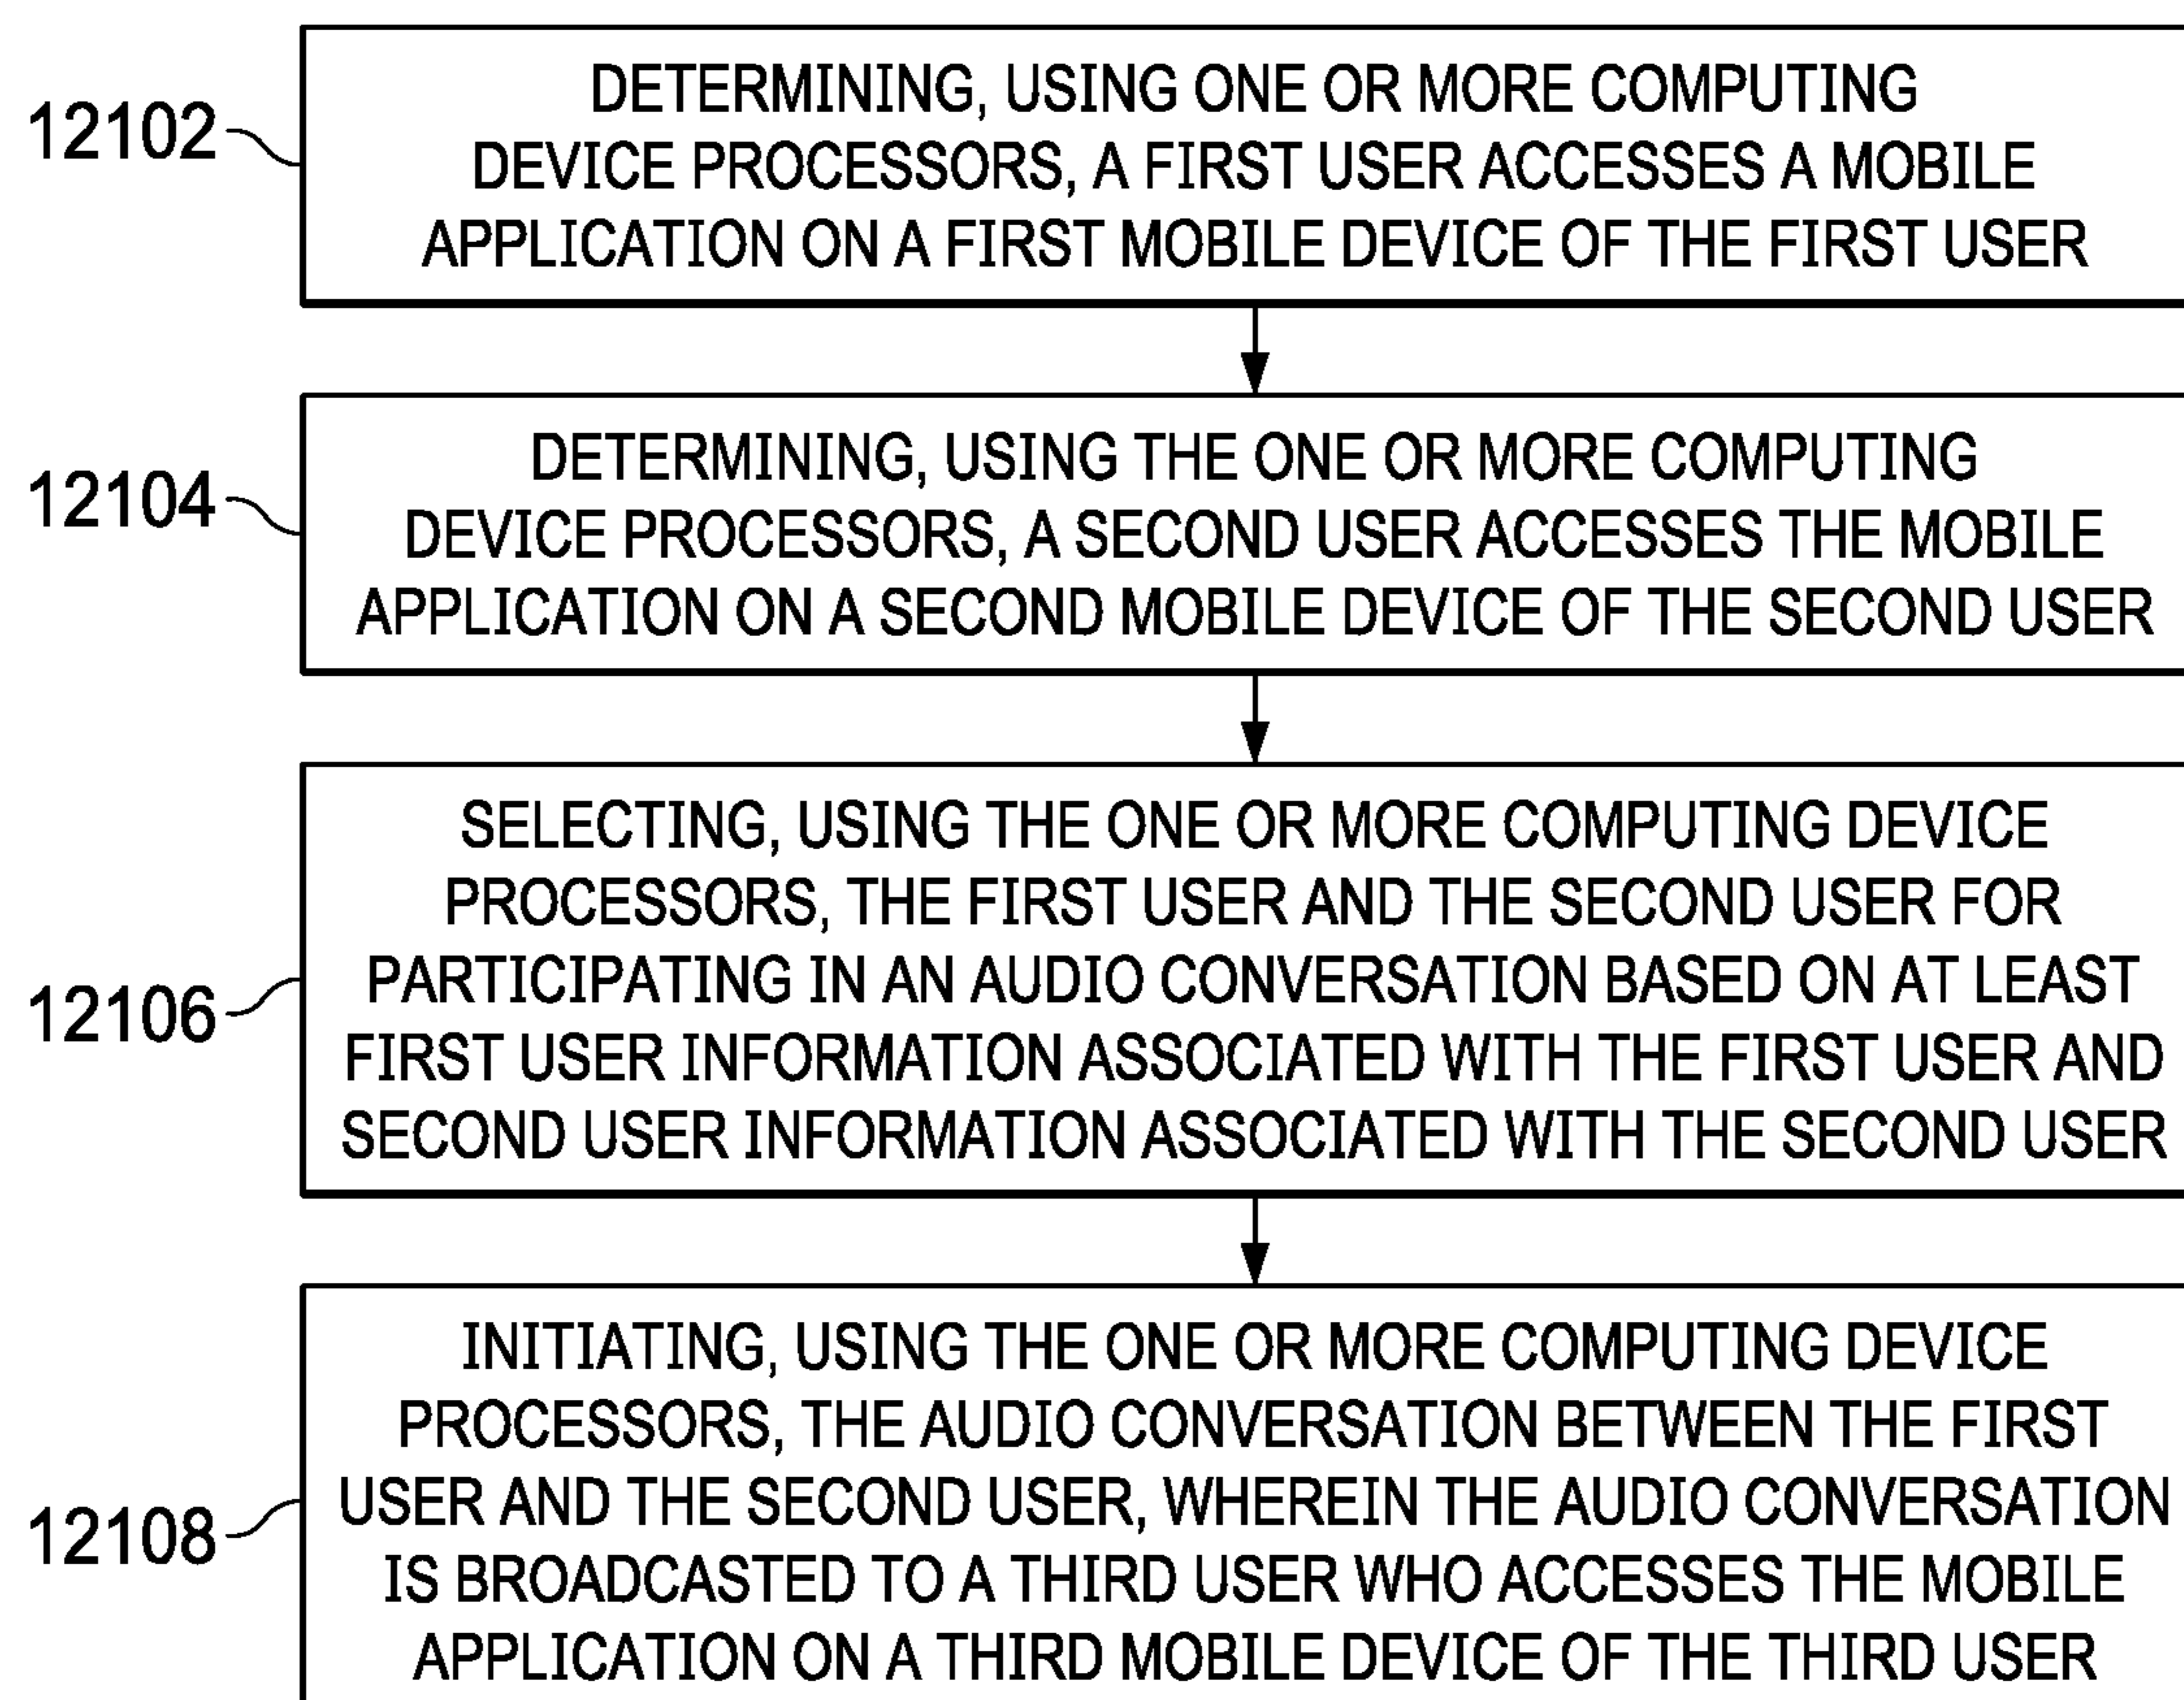 12102
DETERMINING, USING ONE OR MORE COMPUTING
DEVICE PROCESSORS, A FIRST USER ACCESSES A MOBILE
APPLICATION ON A FIRST MOBILE DEVICE OF THE FIRST USER
12104
DETERMINING, USING THE ONE OR MORE COMPUTING
DEVICE PROCESSORS, A SECOND USER ACCESSES THE MOBILE
APPLICATION ON A SECOND MOBILE DEVICE OF THE SECOND USER
12106
SELECTING, USING THE ONE OR MORE COMPUTING DEVICE
PROCESSORS, THE FIRST USER AND THE SECOND USER FOR
PARTICIPATING IN AN AUDIO CONVERSATION BASED ON AT LEAST
FIRST USER INFORMATION ASSOCIATED WITH THE FIRST USER AND
SECOND USER INFORMATION ASSOCIATED WITH THE SECOND USER
12108
INITIATING, USING THE ONE OR MORE COMPUTING DEVICE
PROCESSORS, THE AUDIO CONVERSATION BETWEEN THE FIRST
USER AND THE SECOND USER, WHEREIN THE AUDIO CONVERSATION
IS BROADCASTED TO A THIRD USER WHO ACCESSES THE MOBILE
APPLICATION ON A THIRD MOBILE DEVICE OF THE THIRD USER